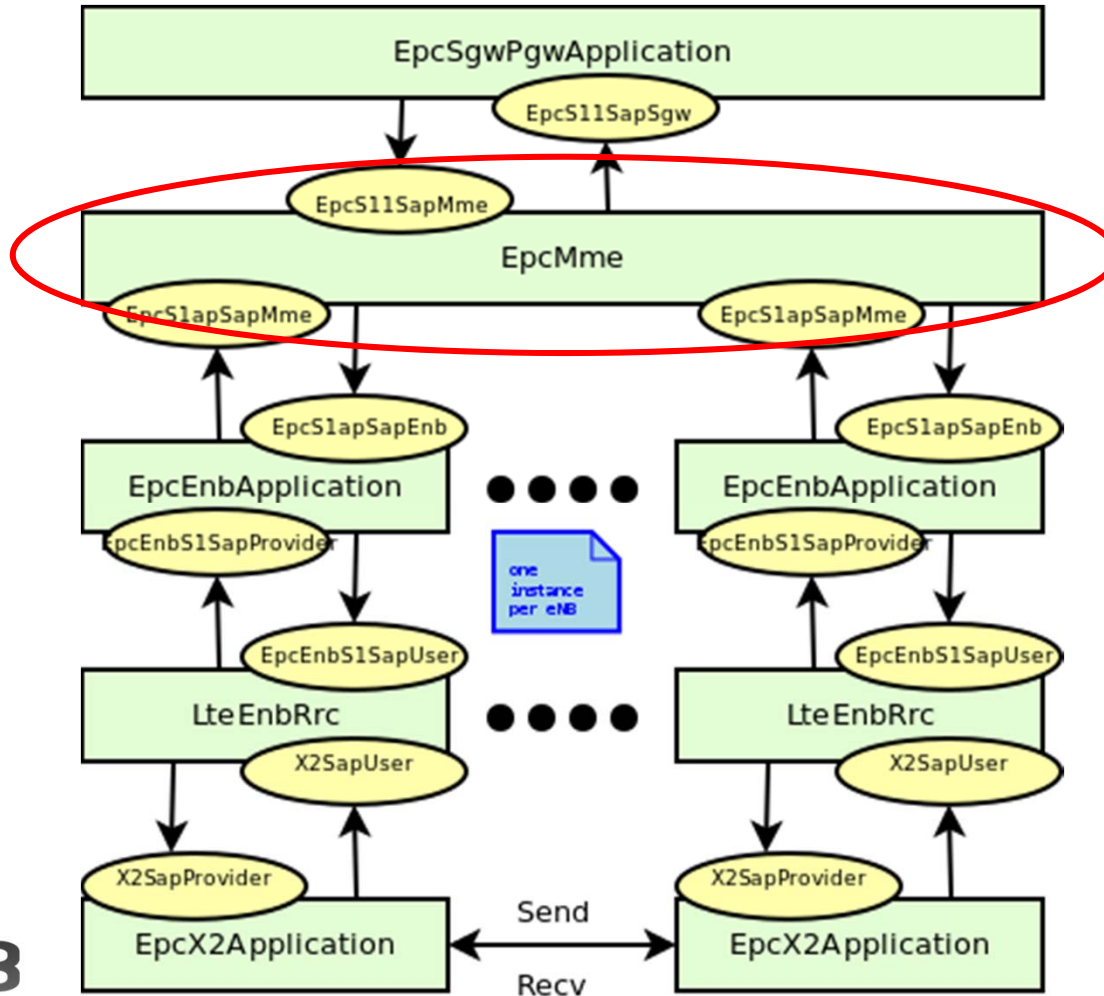 EpcSgwPgwApplication
EpcS11SapSgw
EpcS11SapMme
EpcMme
EpcS1apSapMme EpcS1apSapMme
EpcS1apSapEnb EpcS1apSapEnb
EpcEnbApplication EpcEnbApplication
EpcEnbS1SapProvider EpcEnbS1SapProvider
one
instance
per eNB
EpcEnbS1SapUser EpcEnbS1SapUser
LteEnbRrc LteEnbRrc
X2SapUser X2SapUser
X2SapProvider X2SapProvider
Send
EpcX2Application EpcX2Application
Recv
3